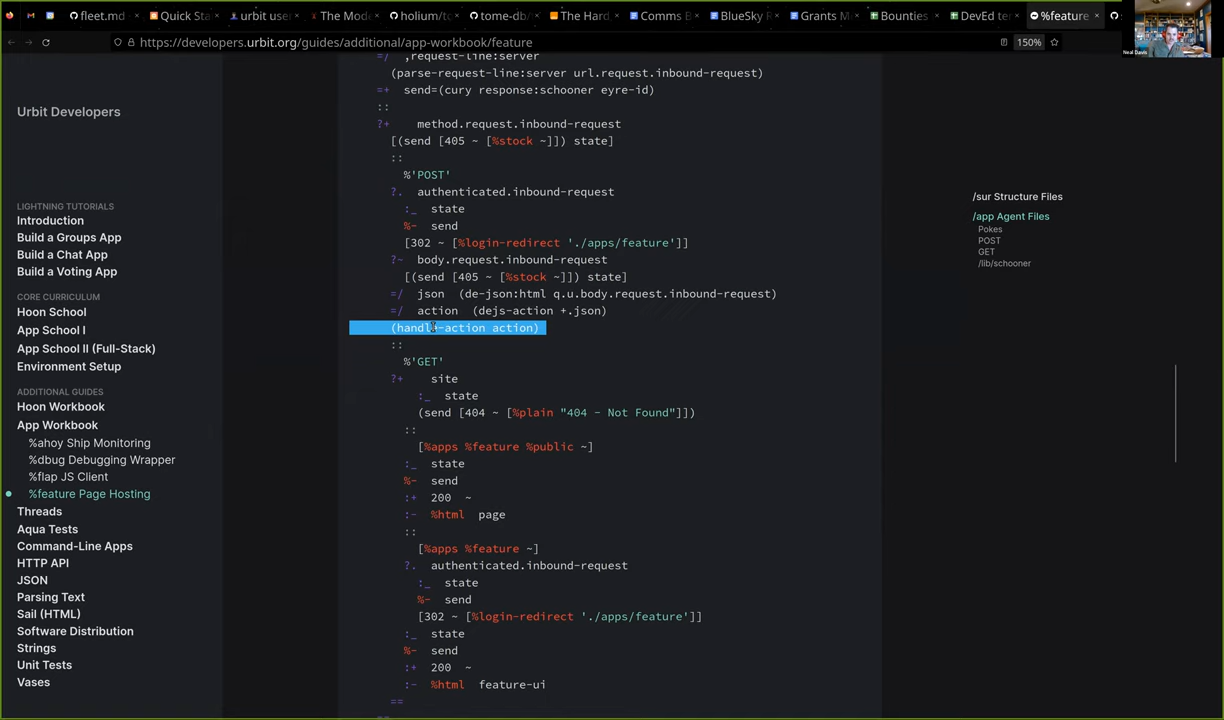 fleet.md
Quick Sta
urbit user
The Mode
holium/to
tome-db/
The Hard
Comms B
BlueSky R
Grants M
Bounties
DevEd ter
%feature
https://developers.urbit.org/guides/additional/app-workbook/feature
150%
Neal Davis
Urbit Developers
LIGHTNING TUTORIALS
Introduction
Build a Groups App
Build a Chat App
Build a Voting App
CORE CURRICULUM
Hoon School
App School I
App School II (Full-Stack)
Environment Setup
ADDITIONAL GUIDES
Hoon Workbook
App Workbook
%ahoy Ship Monitoring
%dbug Debugging Wrapper
%flap JS Client
%feature Page Hosting
Threads
Aqua Tests
Command-Line Apps
HTTP API
JSON
Parsing Text
Sail (HTML)
Software Distribution
Strings
Unit Tests
Vases
=/ ,request-line:server
(parse-request-line:server url.request.inbound-request)
=+ send=(cury response:schooner eyre-id)
::
?+ method.request.inbound-request
[(send [405 ~ [%stock ~]]) state]
::
%'POST'
?. authenticated.inbound-request
:_ state
%- send
[302 ~ [%login-redirect './apps/feature']]
?~ body.request.inbound-request
[(send [405 ~ [%stock ~]]) state]
=/ json (de-json:html q.u.body.request.inbound-request)
=/ action (dejs-action +.json)
(handle-action action)
::
%'GET'
?+ site
:_ state
(send [404 ~ [%plain "404 - Not Found"]])
::
[%apps %feature %public ~]
:_ state
%- send
:+ 200 ~
:- %html page
::
[%apps %feature ~]
?. authenticated.inbound-request
:_ state
%- send
[302 ~ [%login-redirect './apps/feature']]
:_ state
%- send
:+ 200 ~
:- %html feature-ui
==
/sur Structure Files
/app Agent Files
Pokes
POST
GET
/lib/schooner